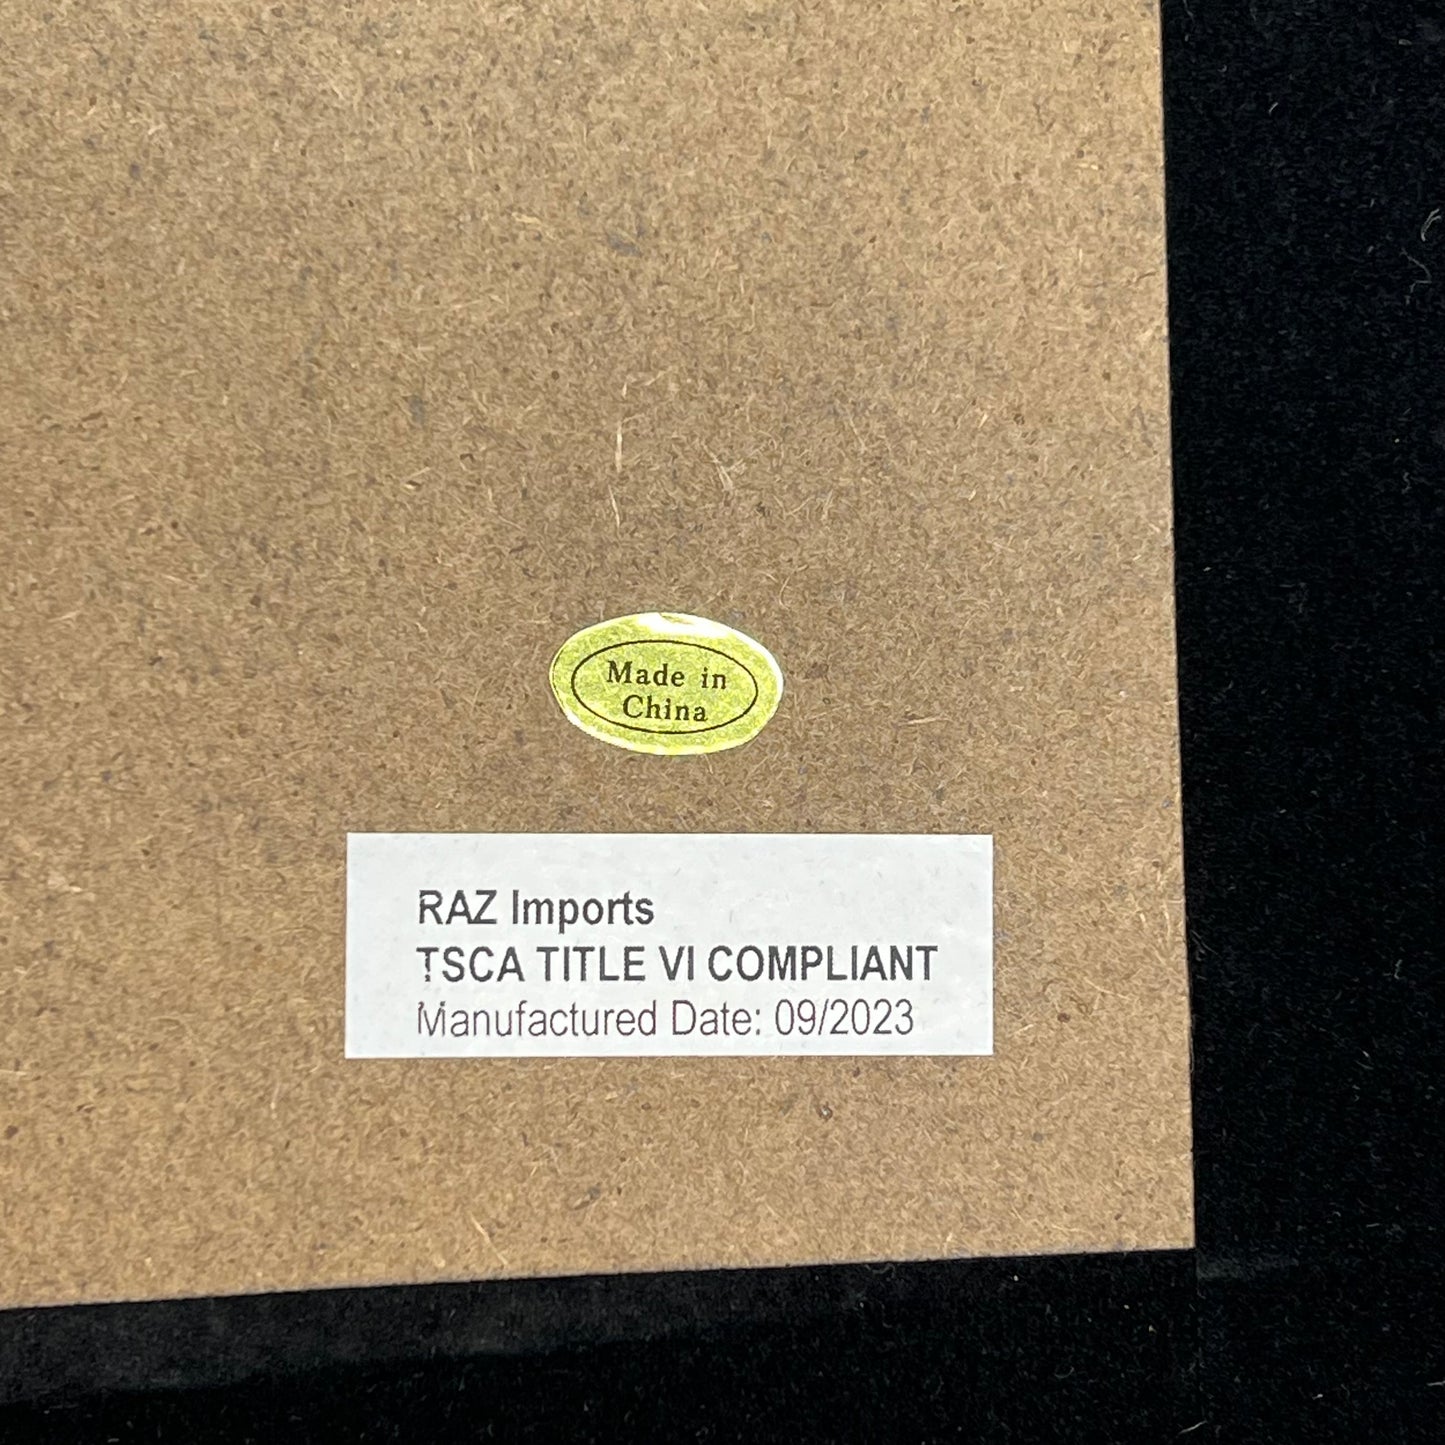 Made in
China
RAZ Imports
TSCA TITLE VI COMPLIANT
Manufactured Date: 09/2023